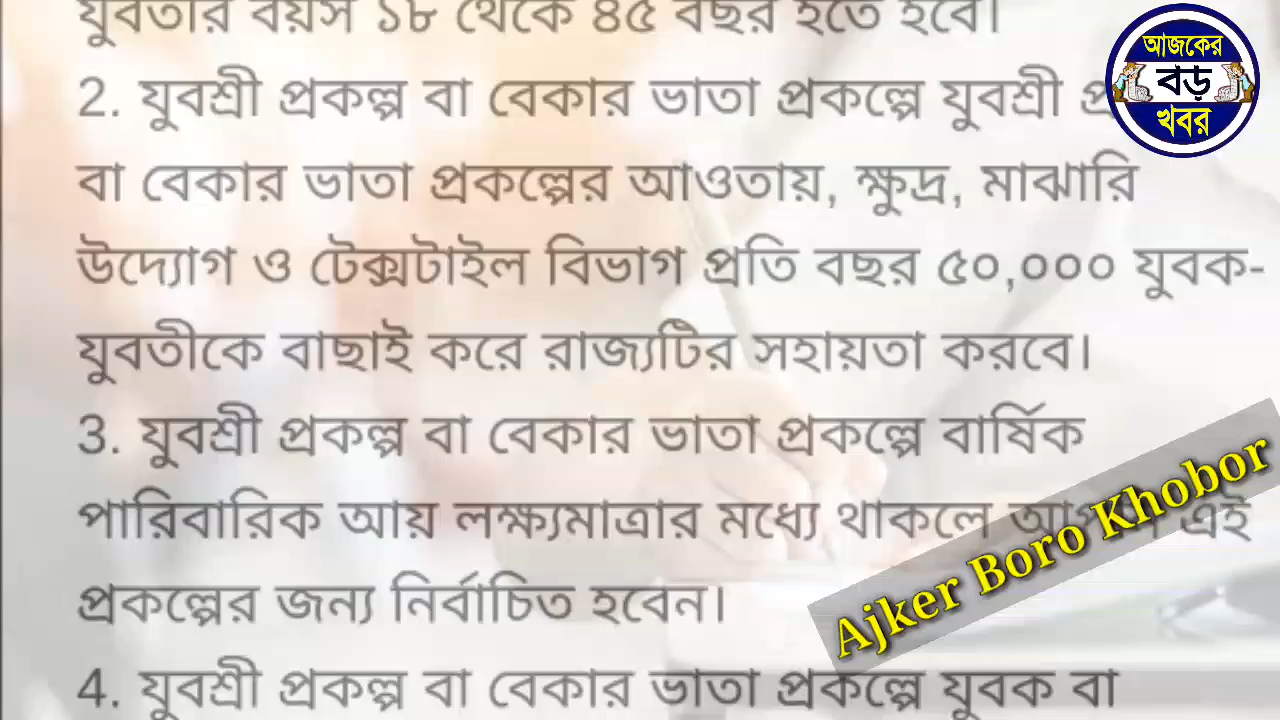 যুবতীর বয়স ১৮ থেকে ৪৫ বছর হতে হবে।
2. যুবশ্রী প্রকল্প বা বেকার ভাতা প্রকল্পে যুবশ্রী
বা বেকার ভাতা প্রকল্পের আওতায়, ক্ষুদ্র, মাঝারি
উদ্যোগ ও টেক্সটাইল বিভাগ প্রতি বছর ৫০,০০০ যুবক-
যুবতীকে বাছাই করে রাজ্যটির সহায়তা করবে।
3. যুবশ্রী প্রকল্প বা বেকার ভাতা প্রকল্পে বার্ষিক
পারিবারিক আয় লক্ষ্যমাত্রার মধ্যে থাকলে এই
প্রকল্পের জন্য নির্বাচিত হবেন।
4. যুবশ্রী প্রকল্প বা বেকার ভাতা প্রকল্পে যুবক বা
আজকের
বড়
খবর
Ajker Boro Khobor